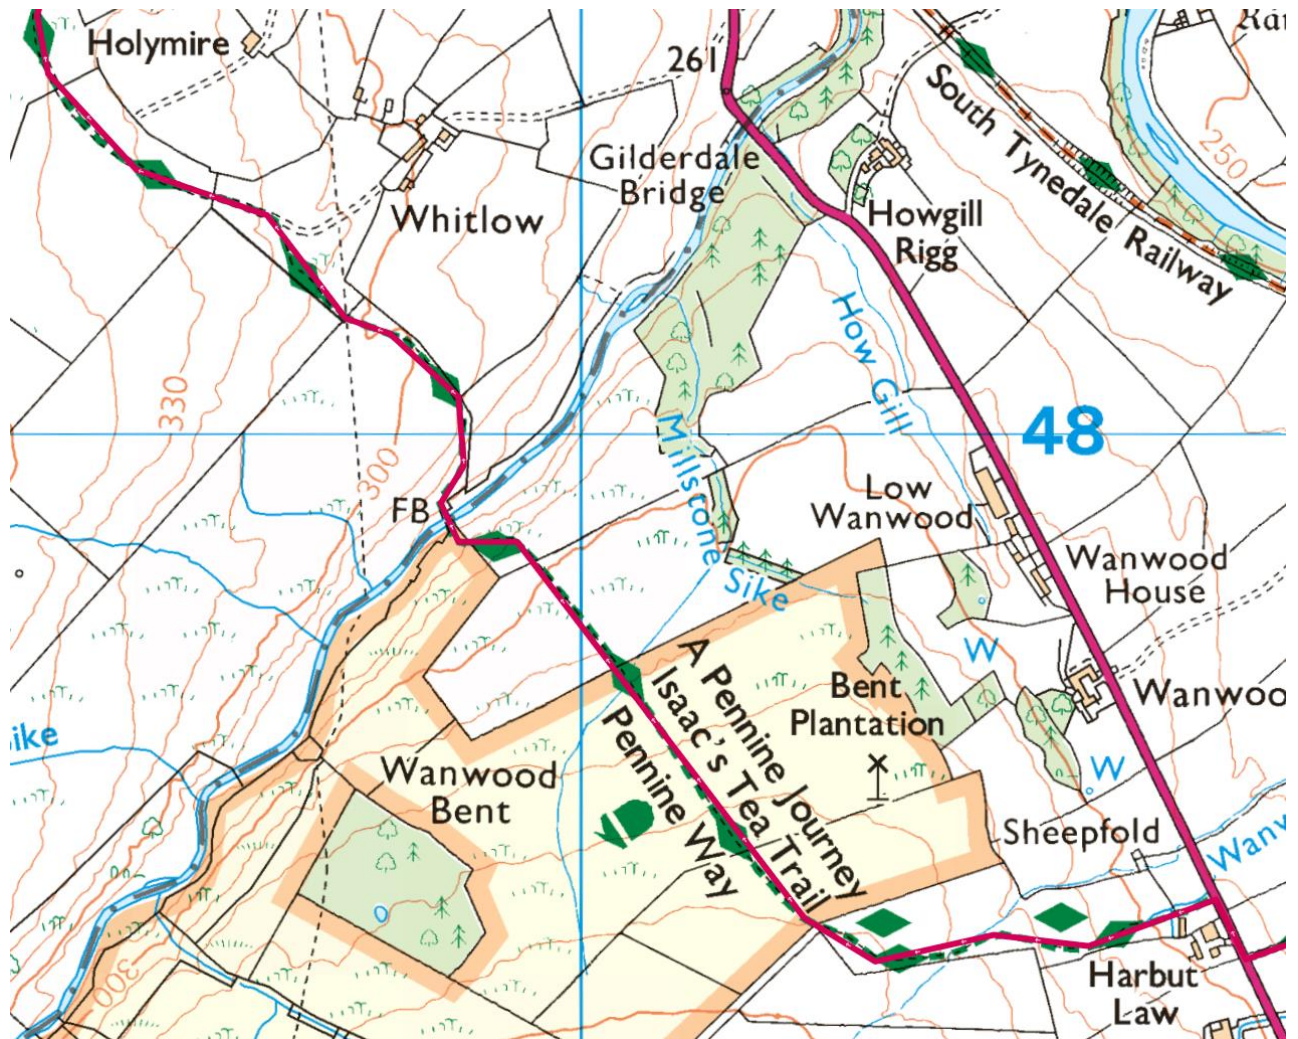 Holymire
261
South Tynedale Railway
250
Gilderdale
Bridge
Whitlow
Howgill
Rigg
How Gill
330
48
300
FB
Millstone Sike
Low
Wanwood
Wanwood
House
W
Bent
Plantation
Wanwoo
A Pennine Journey
Isaac's Tea Trail
Pennine Way
ike
Wanwood
Bent
W
Sheepfold
Wanw
Harbut
Law
300